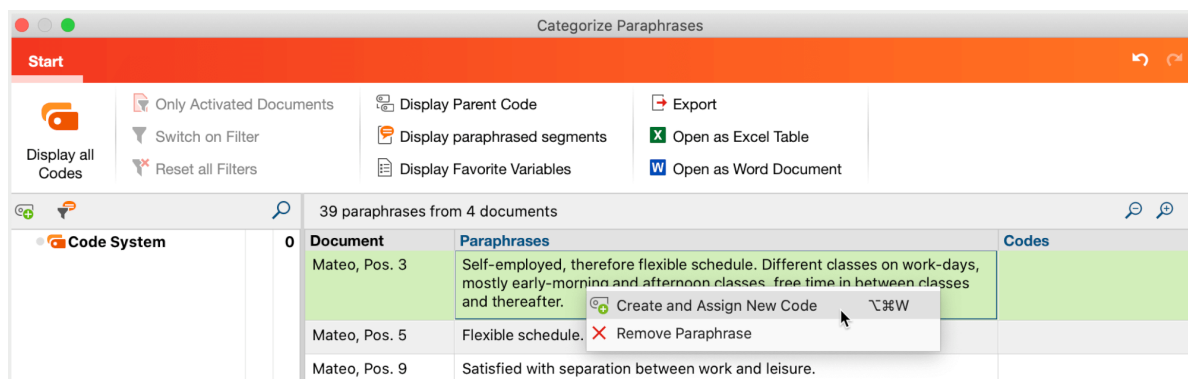 Categorize Paraphrases
Start
Display all
Codes
Only Activated Documents
Switch on Filter
Reset all Filters
Display Parent Code
Display paraphrased segments
Display Favorite Variables
Export
Open as Excel Table
Open as Word Document
39 paraphrases from 4 documents
Code System 0
Document Paraphrases Codes
Mateo, Pos. 3 Self-employed, therefore flexible schedule. Different classes on work-days,
mostly early-morning and afternoon classes, free time in between classes
and thereafter.
Create and Assign New Code ⌥⌘W
Remove Paraphrase
Mateo, Pos. 5 Flexible schedule.
Mateo, Pos. 9 Satisfied with separation between work and leisure.